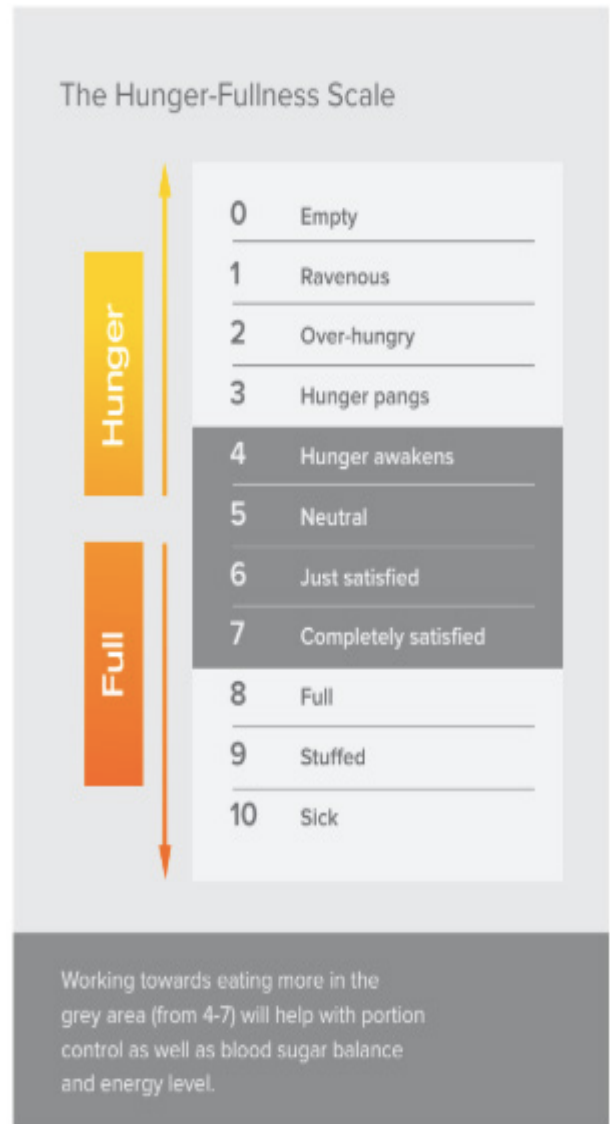 The Hunger-Fullness Scale
Hunger
Full
0 Empty
1 Ravenous
2 Over-hungry
3 Hunger pangs
4 Hunger awakens
5 Neutral
6 Just satisfied
7 Completely satisfied
8 Full
9 Stuffed
10 Sick
Working towards eating more in the
grey area (from 4-7) will help with portion
control as well as blood sugar balance
and energy level.